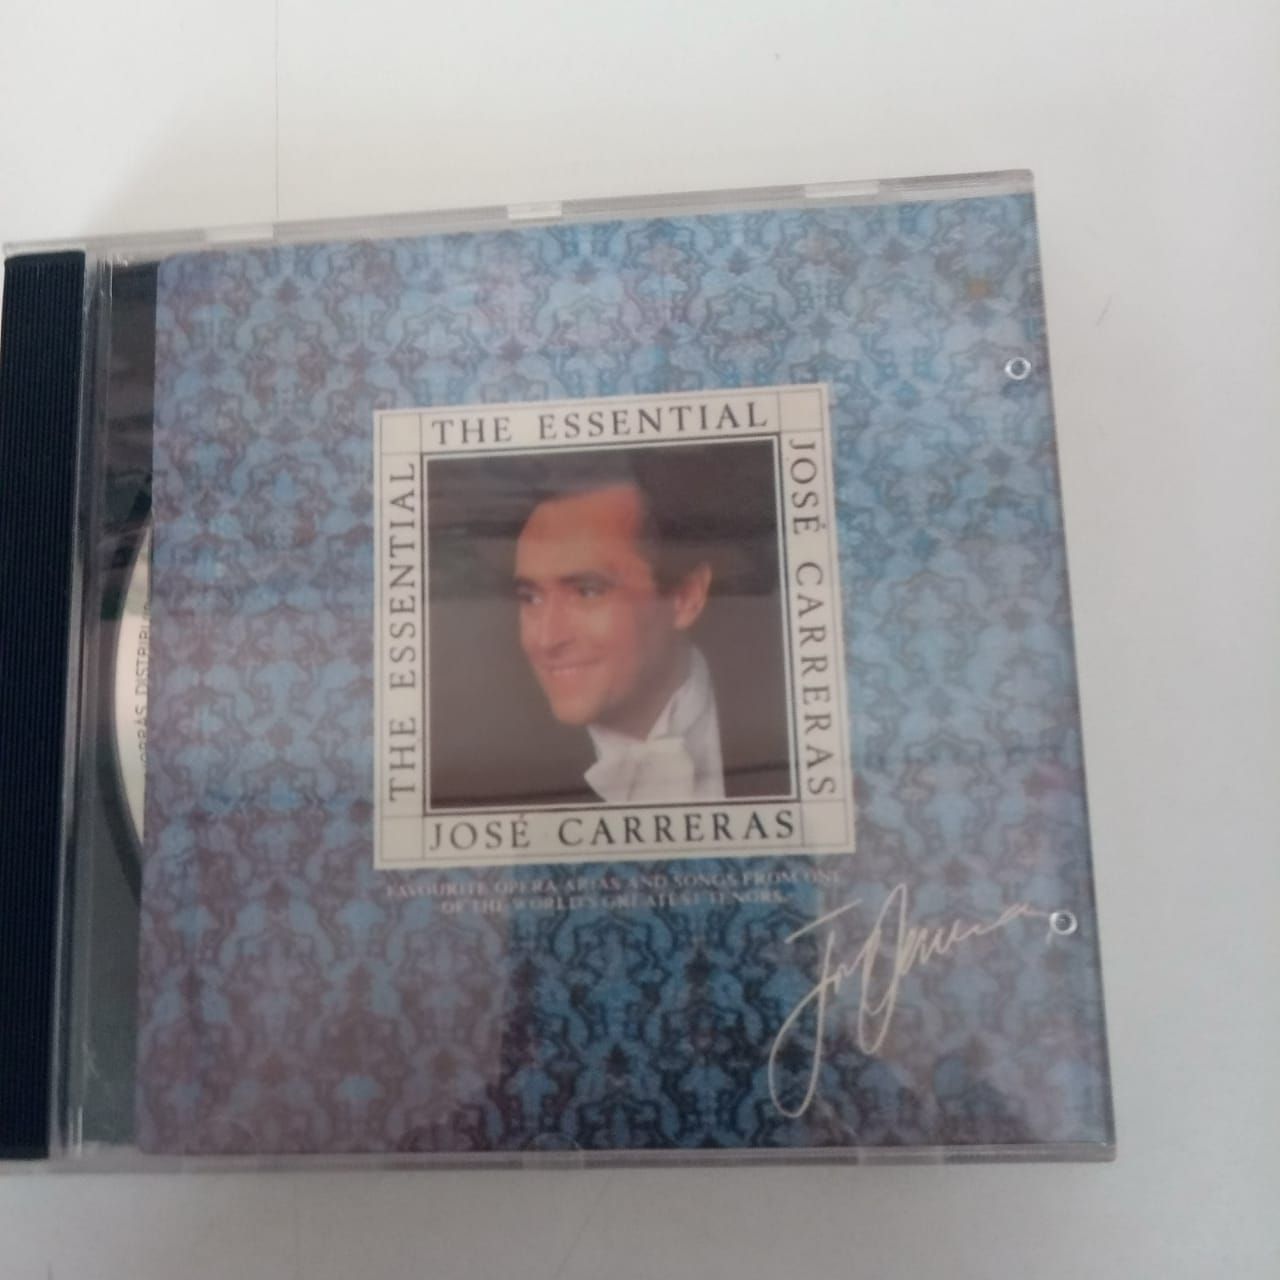 THE ESSENTIAL
THE ESSENTIAL
JOSÉ CARRERAS
JOSÉ CARRERAS
FAVOURITE OPERA ARIAS AND SONGS FROM ONE
OF THE WORLD'S GREATEST TENORS.